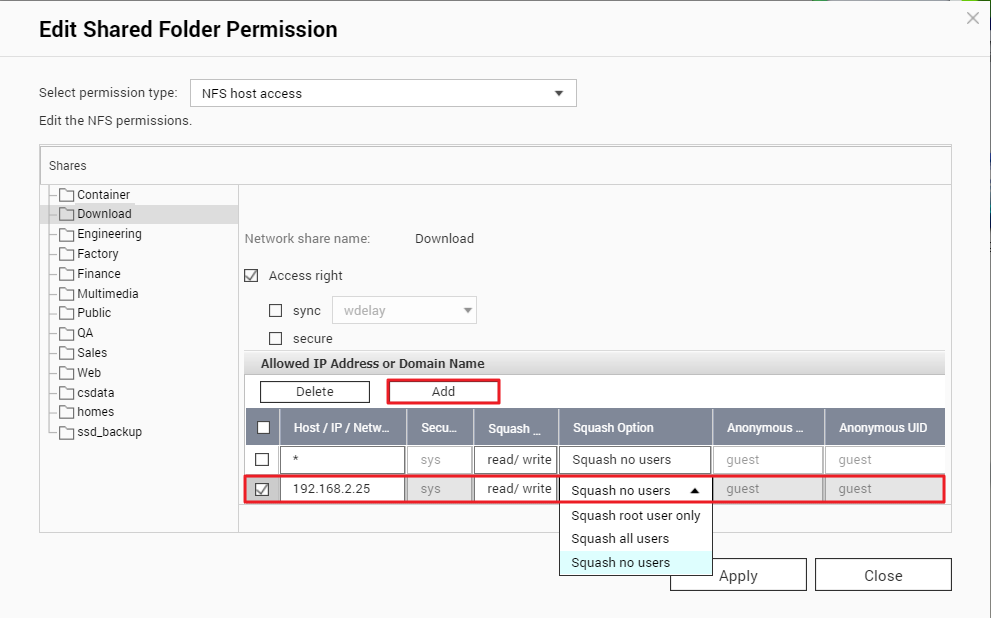 Edit Shared Folder Permission
Select permission type: NFS host access
Edit the NFS permissions.
Shares
Container
Download
Engineering
Factory
Finance
Multimedia
Public
QA
Sales
Web
csdata
homes
ssd_backup
Network share name: Download
Access right
sync wdelay
secure
Allowed IP Address or Domain Name
Delete Add
Host / IP / Netw... Secu... Squash ... Squash Option Anonymous ... Anonymous UID
* sys read/ write Squash no users guest guest
192.168.2.25 sys read/ write Squash no users guest guest
Squash root user only
Squash all users
Squash no users
Apply Close